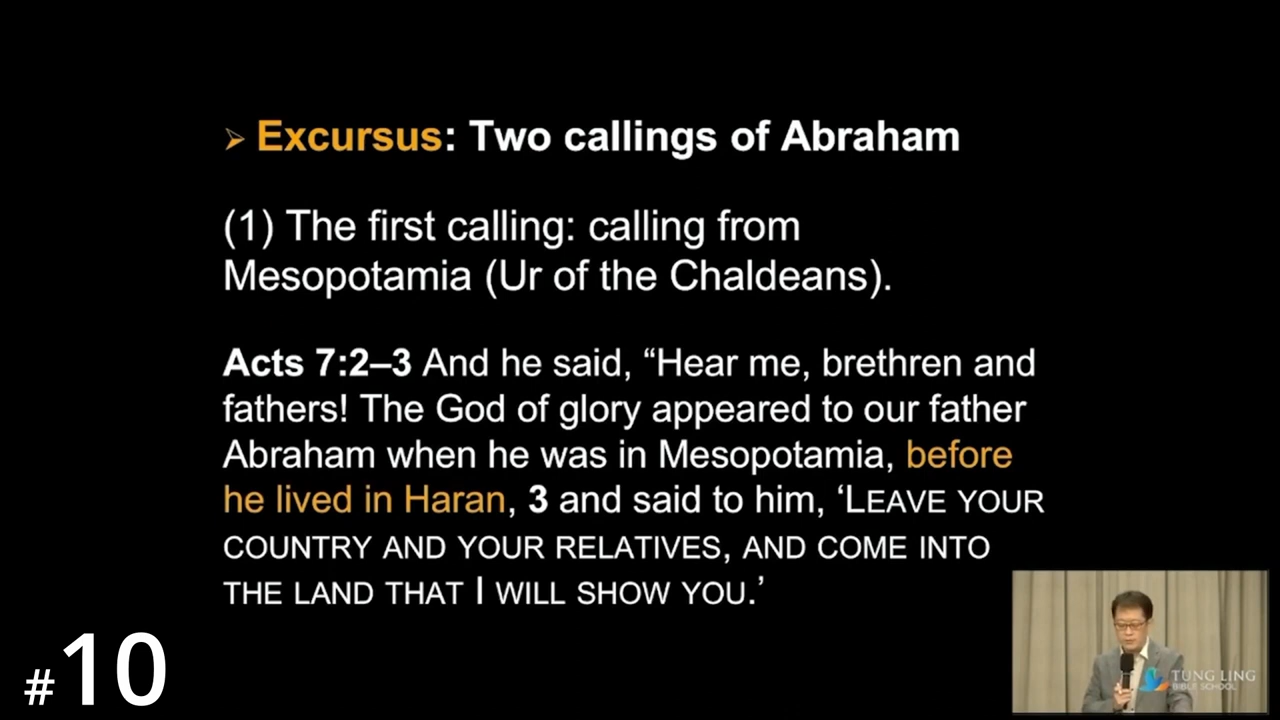 ➢ Excursus: Two callings of Abraham
(1) The first calling: calling from
Mesopotamia (Ur of the Chaldeans).
Acts 7:2–3 And he said, “Hear me, brethren and
fathers! The God of glory appeared to our father
Abraham when he was in Mesopotamia, before
he lived in Haran, 3 and said to him, ‘LEAVE YOUR
COUNTRY AND YOUR RELATIVES, AND COME INTO
THE LAND THAT I WILL SHOW YOU.’
#10
TUNG LING
BIBLE SCHOOL